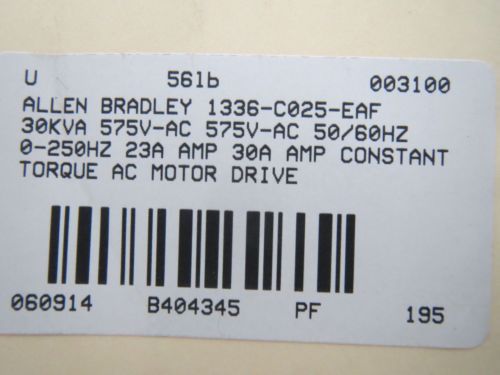 U 56lb 003100
ALLEN BRADLEY 1336-C025-EAF
30KVA 575V-AC 575V-AC 50/60HZ
0-250HZ 23A AMP 30A AMP CONSTANT
TORQUE AC MOTOR DRIVE
060914 B404345 PF 195